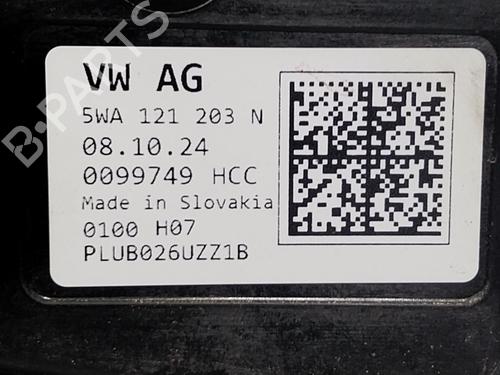 B-PARTS
VW AG
5WA 121 203 N
08.10.24
0099749 HCC
Made in Slovakia
0100 H07
PLUB026UZZ1B